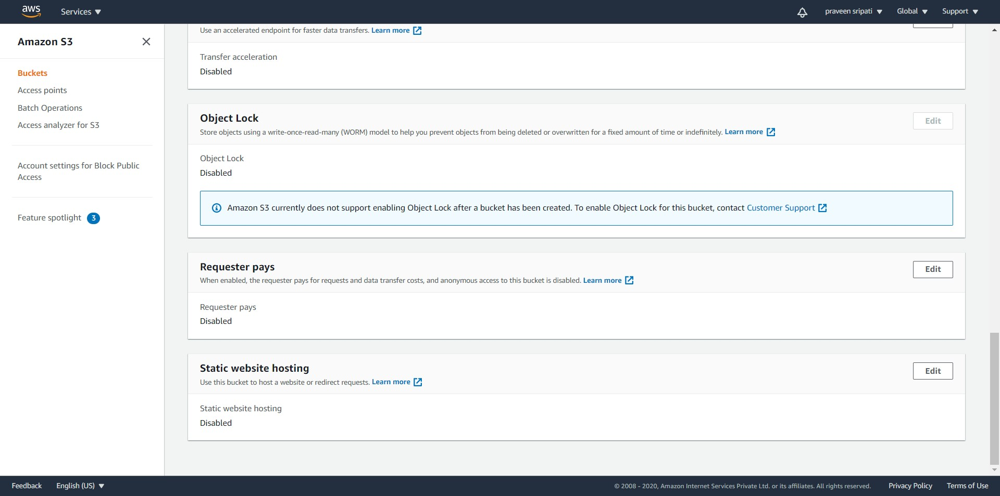 aws
Services
praveen sripati
Global
Support
Amazon S3
Buckets
Access points
Batch Operations
Access analyzer for S3
Account settings for Block Public
Access
Feature spotlight 3
Use an accelerated endpoint for faster data transfers. Learn more
Transfer acceleration
Disabled
Object Lock
Edit
Store objects using a write-once-read-many (WORM) model to help you prevent objects from being deleted or overwritten for a fixed amount of time or indefinitely. Learn more
Object Lock
Disabled
Amazon S3 currently does not support enabling Object Lock after a bucket has been created. To enable Object Lock for this bucket, contact Customer Support
Requester pays
Edit
When enabled, the requester pays for requests and data transfer costs, and anonymous access to this bucket is disabled. Learn more
Requester pays
Disabled
Static website hosting
Edit
Use this bucket to host a website or redirect requests. Learn more
Static website hosting
Disabled
Feedback
English (US)
© 2008 - 2020, Amazon Internet Services Private Ltd. or its affiliates. All rights reserved.
Privacy Policy
Terms of Use